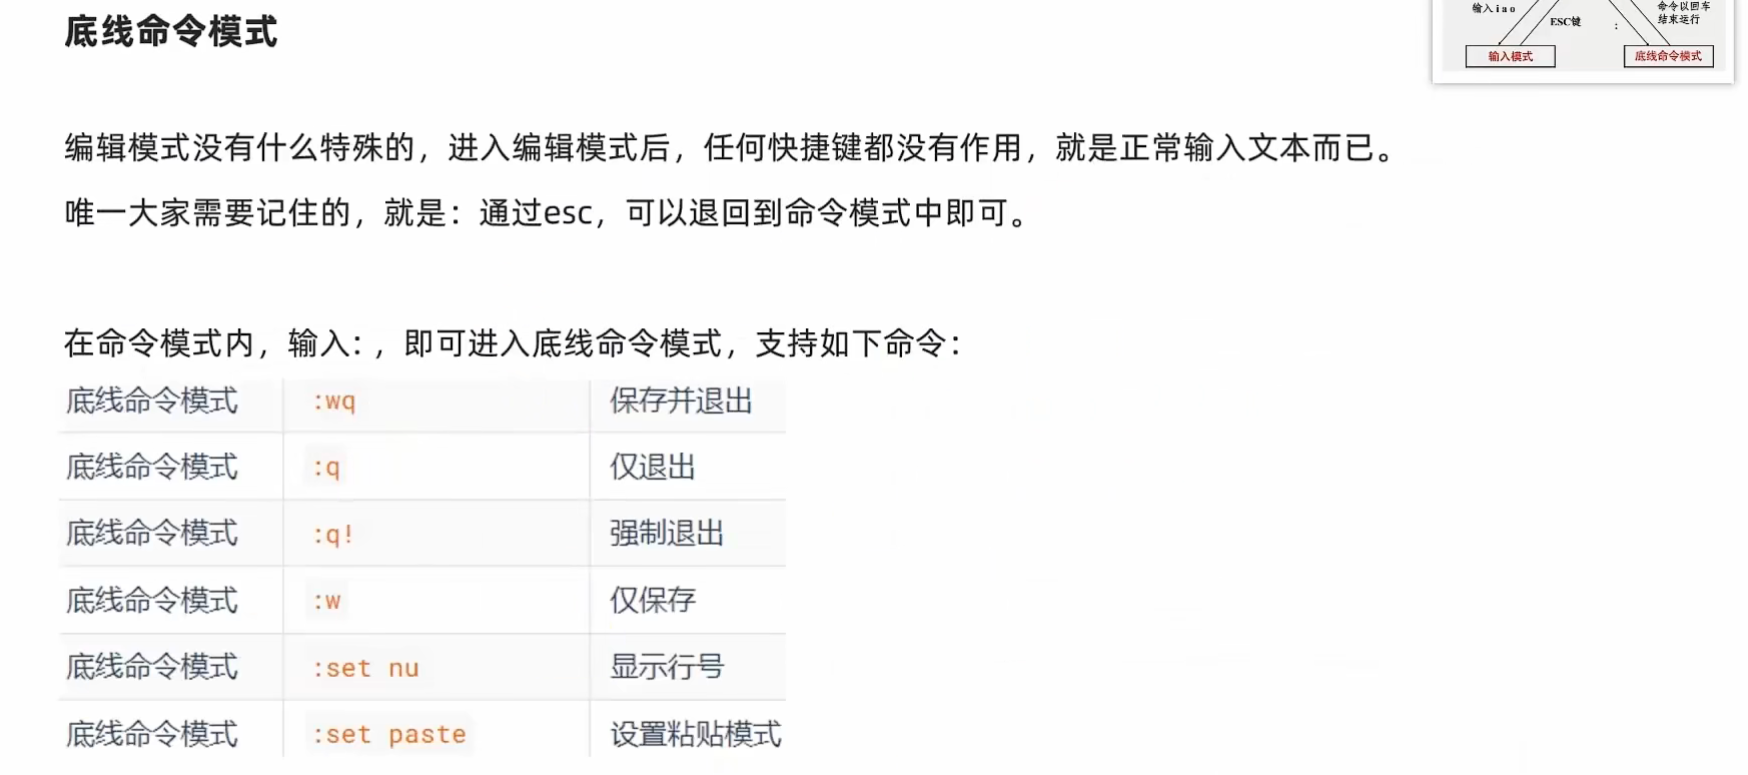 底线命令模式
输入iao
ESC键
:
命令以回车
结束运行
输入模式
底线命令模式
编辑模式没有什么特殊的，进入编辑模式后，任何快捷键都没有作用，就是正常输入文本而已。
唯一大家需要记住的，就是：通过esc，可以退回到命令模式中即可。
在命令模式内，输入:，即可进入底线命令模式，支持如下命令：
底线命令模式 :wq 保存并退出
底线命令模式 :q 仅退出
底线命令模式 :q! 强制退出
底线命令模式 :w 仅保存
底线命令模式 :set nu 显示行号
底线命令模式 :set paste 设置粘贴模式